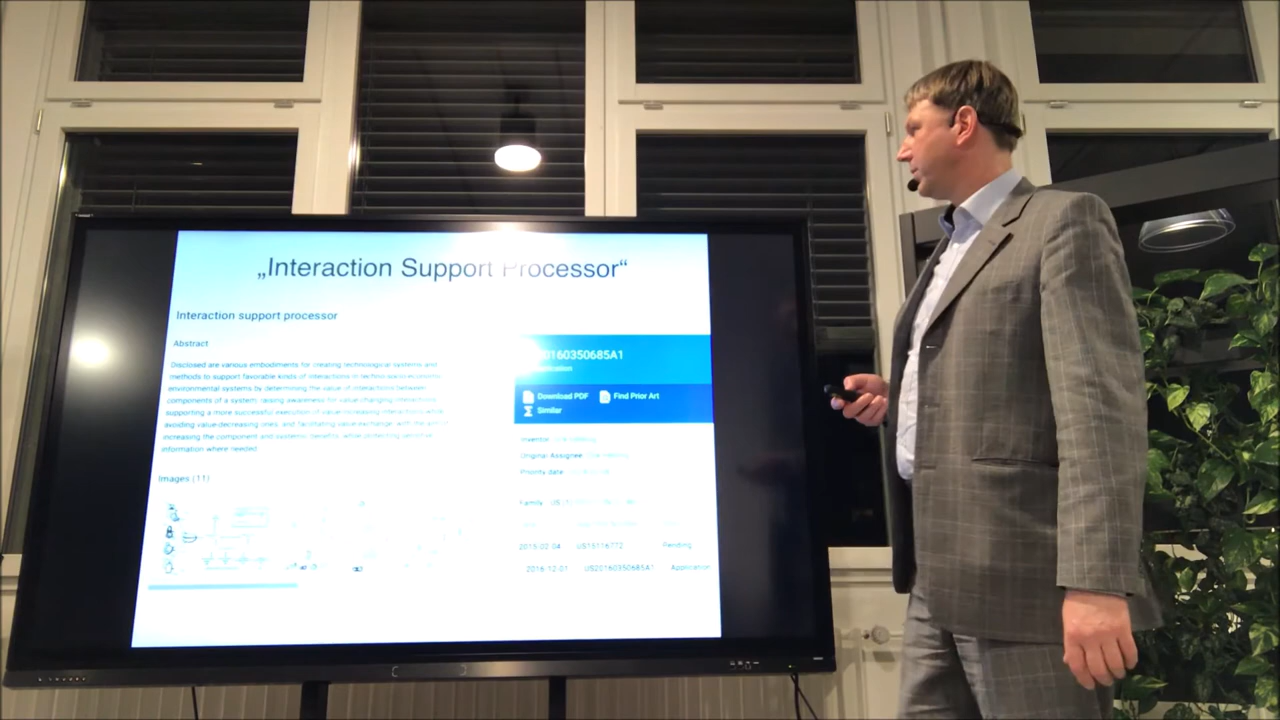 „Interaction Support Processor“
Interaction support processor
Abstract
Disclosed are various embodiments for creating technological systems and
methods to support favorable kinds of interactions in techno-socio-economic-
environmental systems by determining the value of interactions between
components of a system, raising awareness for value-changing interactions,
supporting a more successful execution of value-increasing interactions while
avoiding value-decreasing ones, and facilitating value exchange, with the aim of
increasing the component and systemic benefits, while protecting sensitive
information where needed.
Images (11)
20160350685A1
Download PDF Find Prior Art
Similar
Inventor
Original Assignee
Priority date
Family
2015-02-04 US15116772 Pending
2016-12-01 US20160350685A1 Application